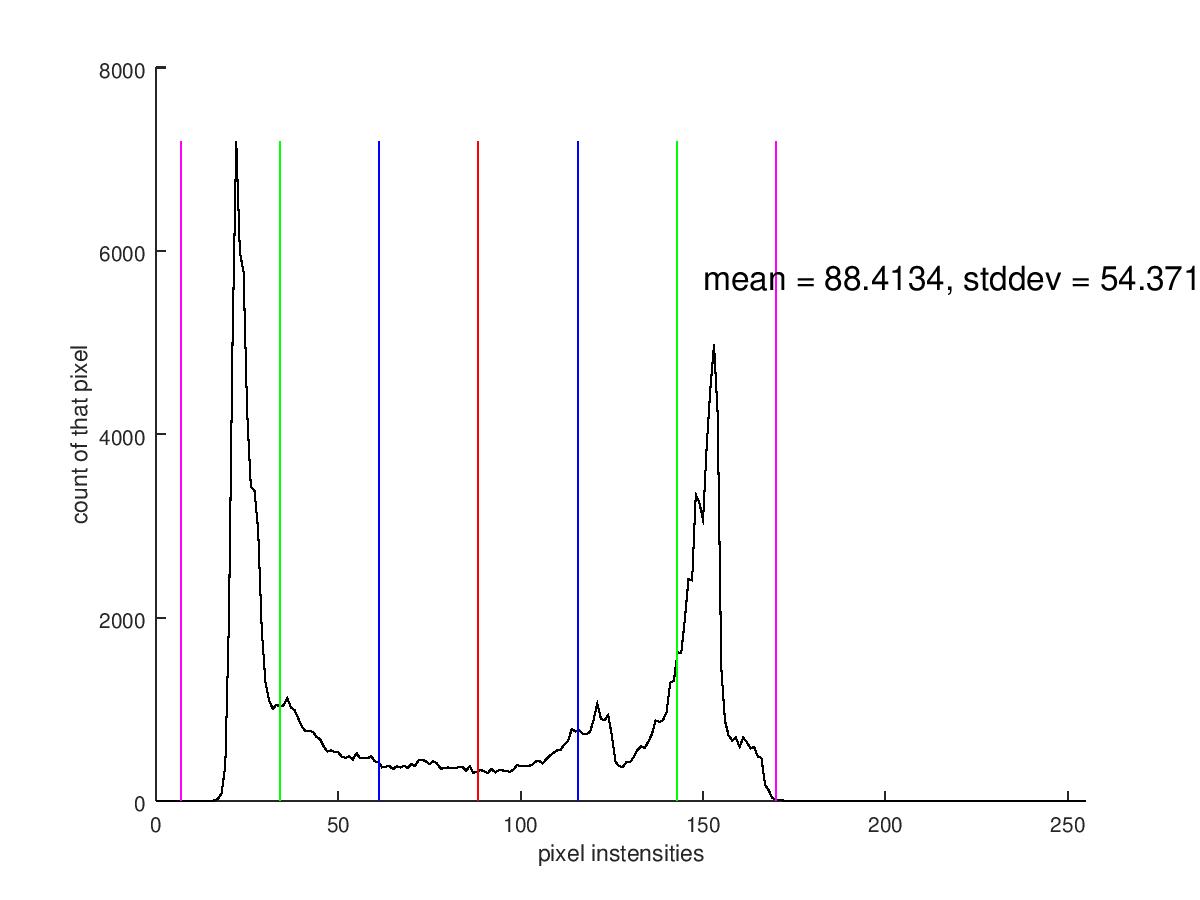 8000
6000
4000
2000
0
count of that pixel
mean = 88.4134, stddev = 54.371
0 50 100 150 200 250
pixel instensities